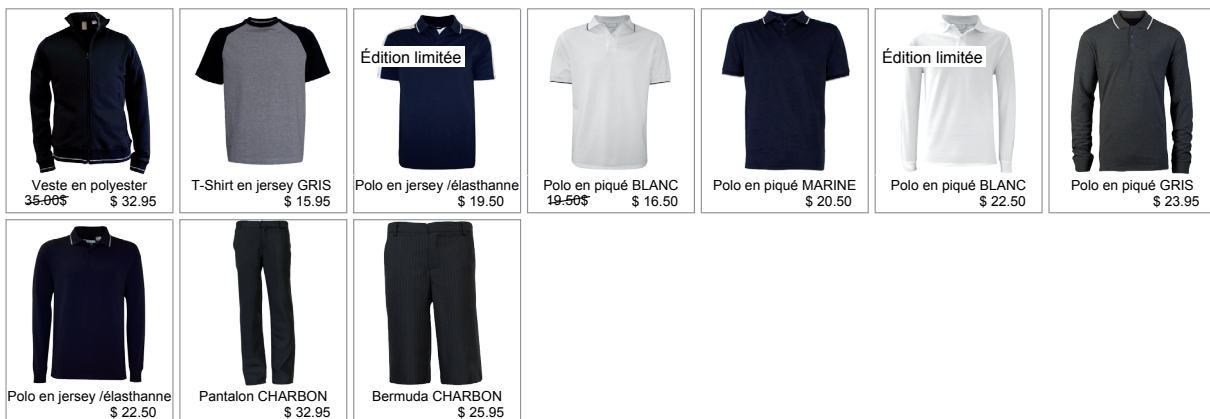 Veste en polyester
35.00$ $ 32.95
T-Shirt en jersey GRIS
$ 15.95
Édition limitée
Polo en jersey /élasthanne
$ 19.50
Polo en piqué BLANC
19.50$ $ 16.50
Polo en piqué MARINE
$ 20.50
Édition limitée
Polo en piqué BLANC
$ 22.50
Polo en piqué GRIS
$ 23.95
Polo en jersey /élasthanne
$ 22.50
Pantalon CHARBON
$ 32.95
Bermuda CHARBON
$ 25.95